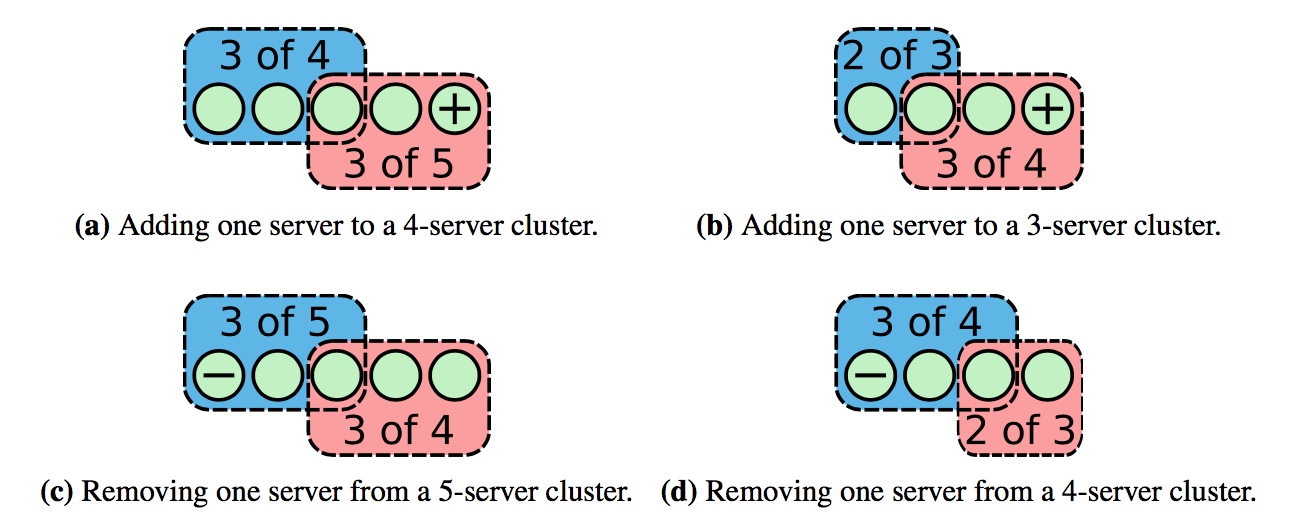 3 of 4
+
3 of 5
(a) Adding one server to a 4-server cluster.
2 of 3
+
3 of 4
(b) Adding one server to a 3-server cluster.
3 of 5
−
3 of 4
(c) Removing one server from a 5-server cluster.
3 of 4
−
2 of 3
(d) Removing one server from a 4-server cluster.